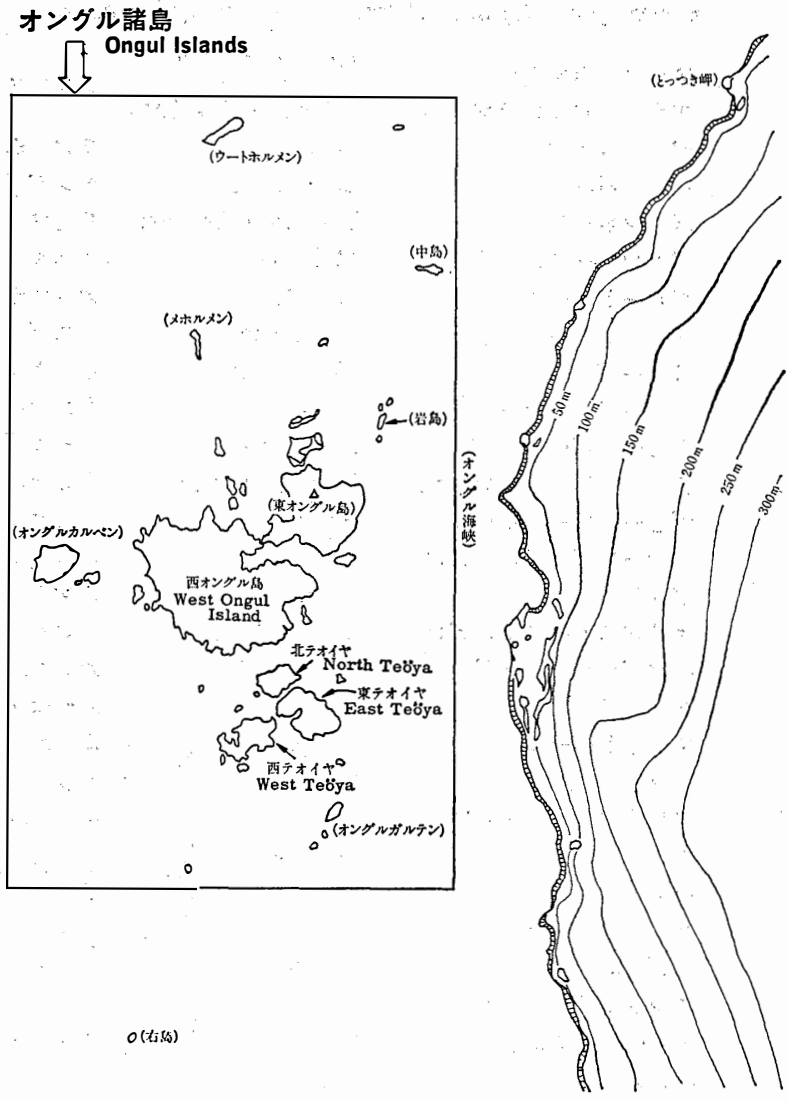 オングル諸島
Ongul Islands
(とっつき岬)
(ウートホルメン)
(中島)
(メホルメン)
(岩島)
50m
100m
150m
200m
250m
300m
(オングル海峡)
(東オングル島)
(オングルカルベン)
西オングル島
West Ongul
Island
北テオイヤ
North Teöya
東テオイヤ
East Teöya
西テオイヤ
West Teöya
(オングルガルテン)
(右島)